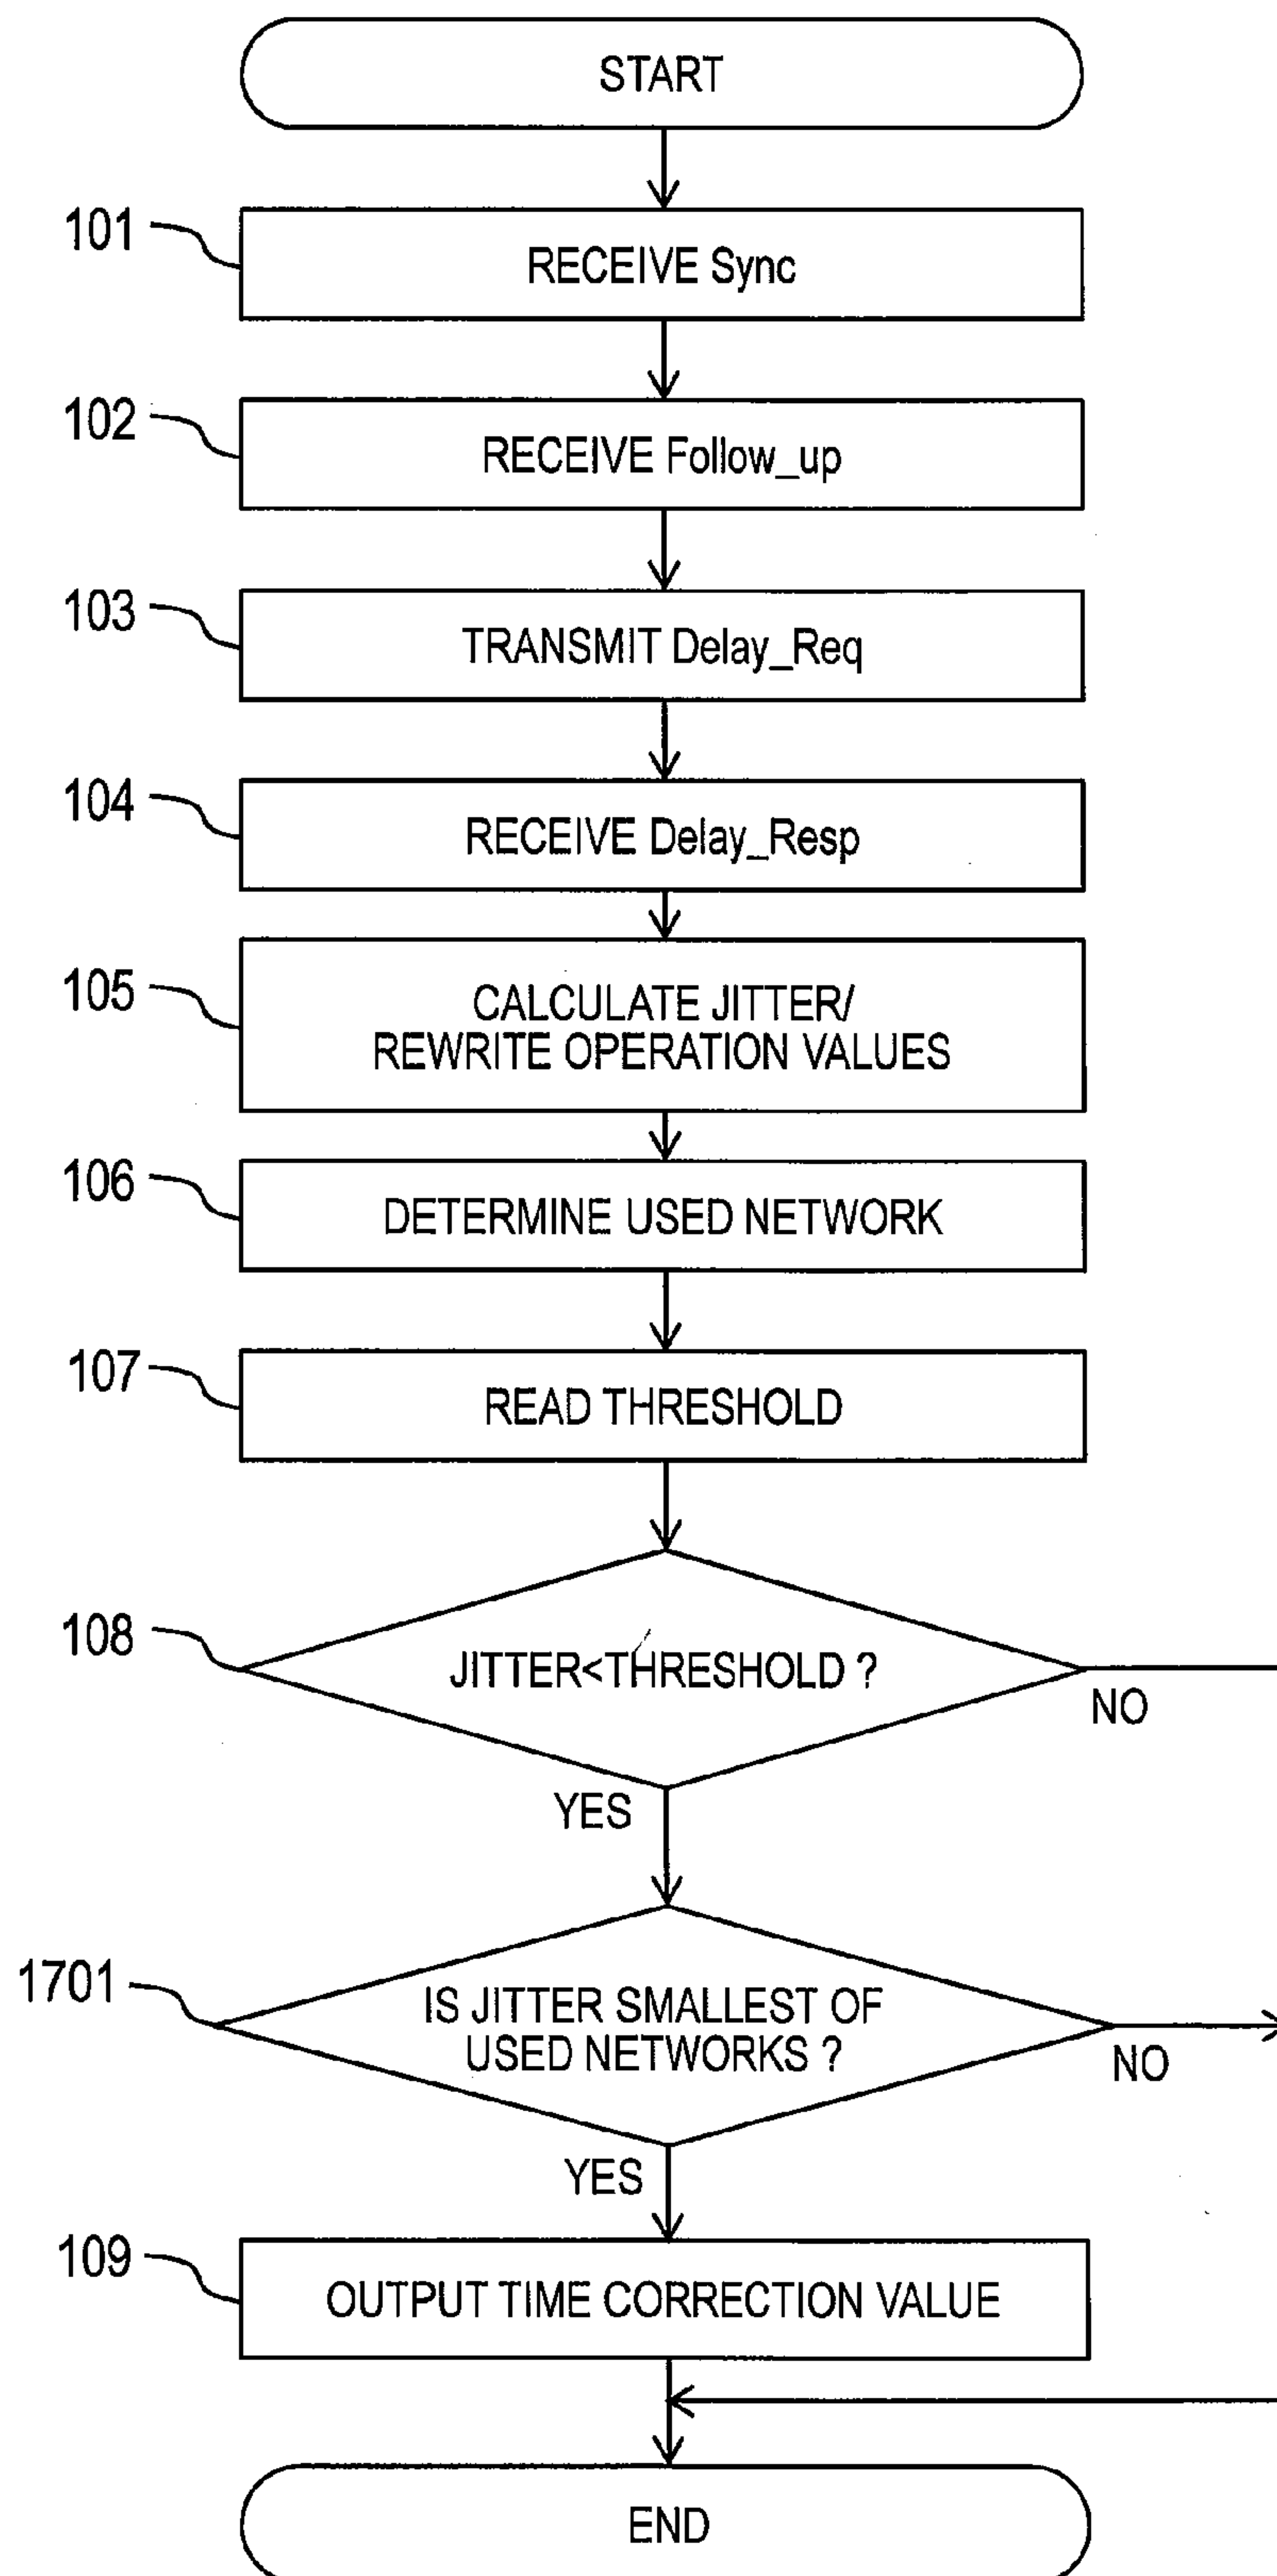 START
101
RECEIVE Sync
102
RECEIVE Follow_up
103
TRANSMIT Delay_Req
104
RECEIVE Delay_Resp
105
CALCULATE JITTER/
REWRITE OPERATION VALUES
106
DETERMINE USED NETWORK
107
READ THRESHOLD
108
JITTER<THRESHOLD ?
NO
YES
1701
IS JITTER SMALLEST OF
USED NETWORKS ?
NO
YES
109
OUTPUT TIME CORRECTION VALUE
END